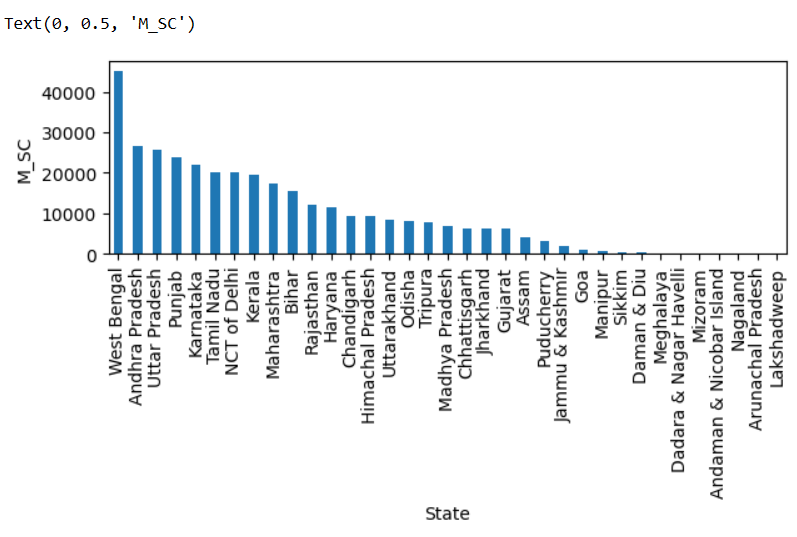 Text(0, 0.5, 'M_SC')
40000
30000
20000
10000
0
M_SC
West Bengal
Andhra Pradesh
Uttar Pradesh
Punjab
Karnataka
Tamil Nadu
NCT of Delhi
Kerala
Maharashtra
Bihar
Rajasthan
Haryana
Chandigarh
Himachal Pradesh
Uttarakhand
Odisha
Tripura
Madhya Pradesh
Chhattisgarh
Jharkhand
Gujarat
Assam
Puducherry
Jammu & Kashmir
Goa
Manipur
Sikkim
Daman & Diu
Meghalaya
Dadara & Nagar Havelli
Mizoram
Andaman & Nicobar Island
Nagaland
Arunachal Pradesh
Lakshadweep
State